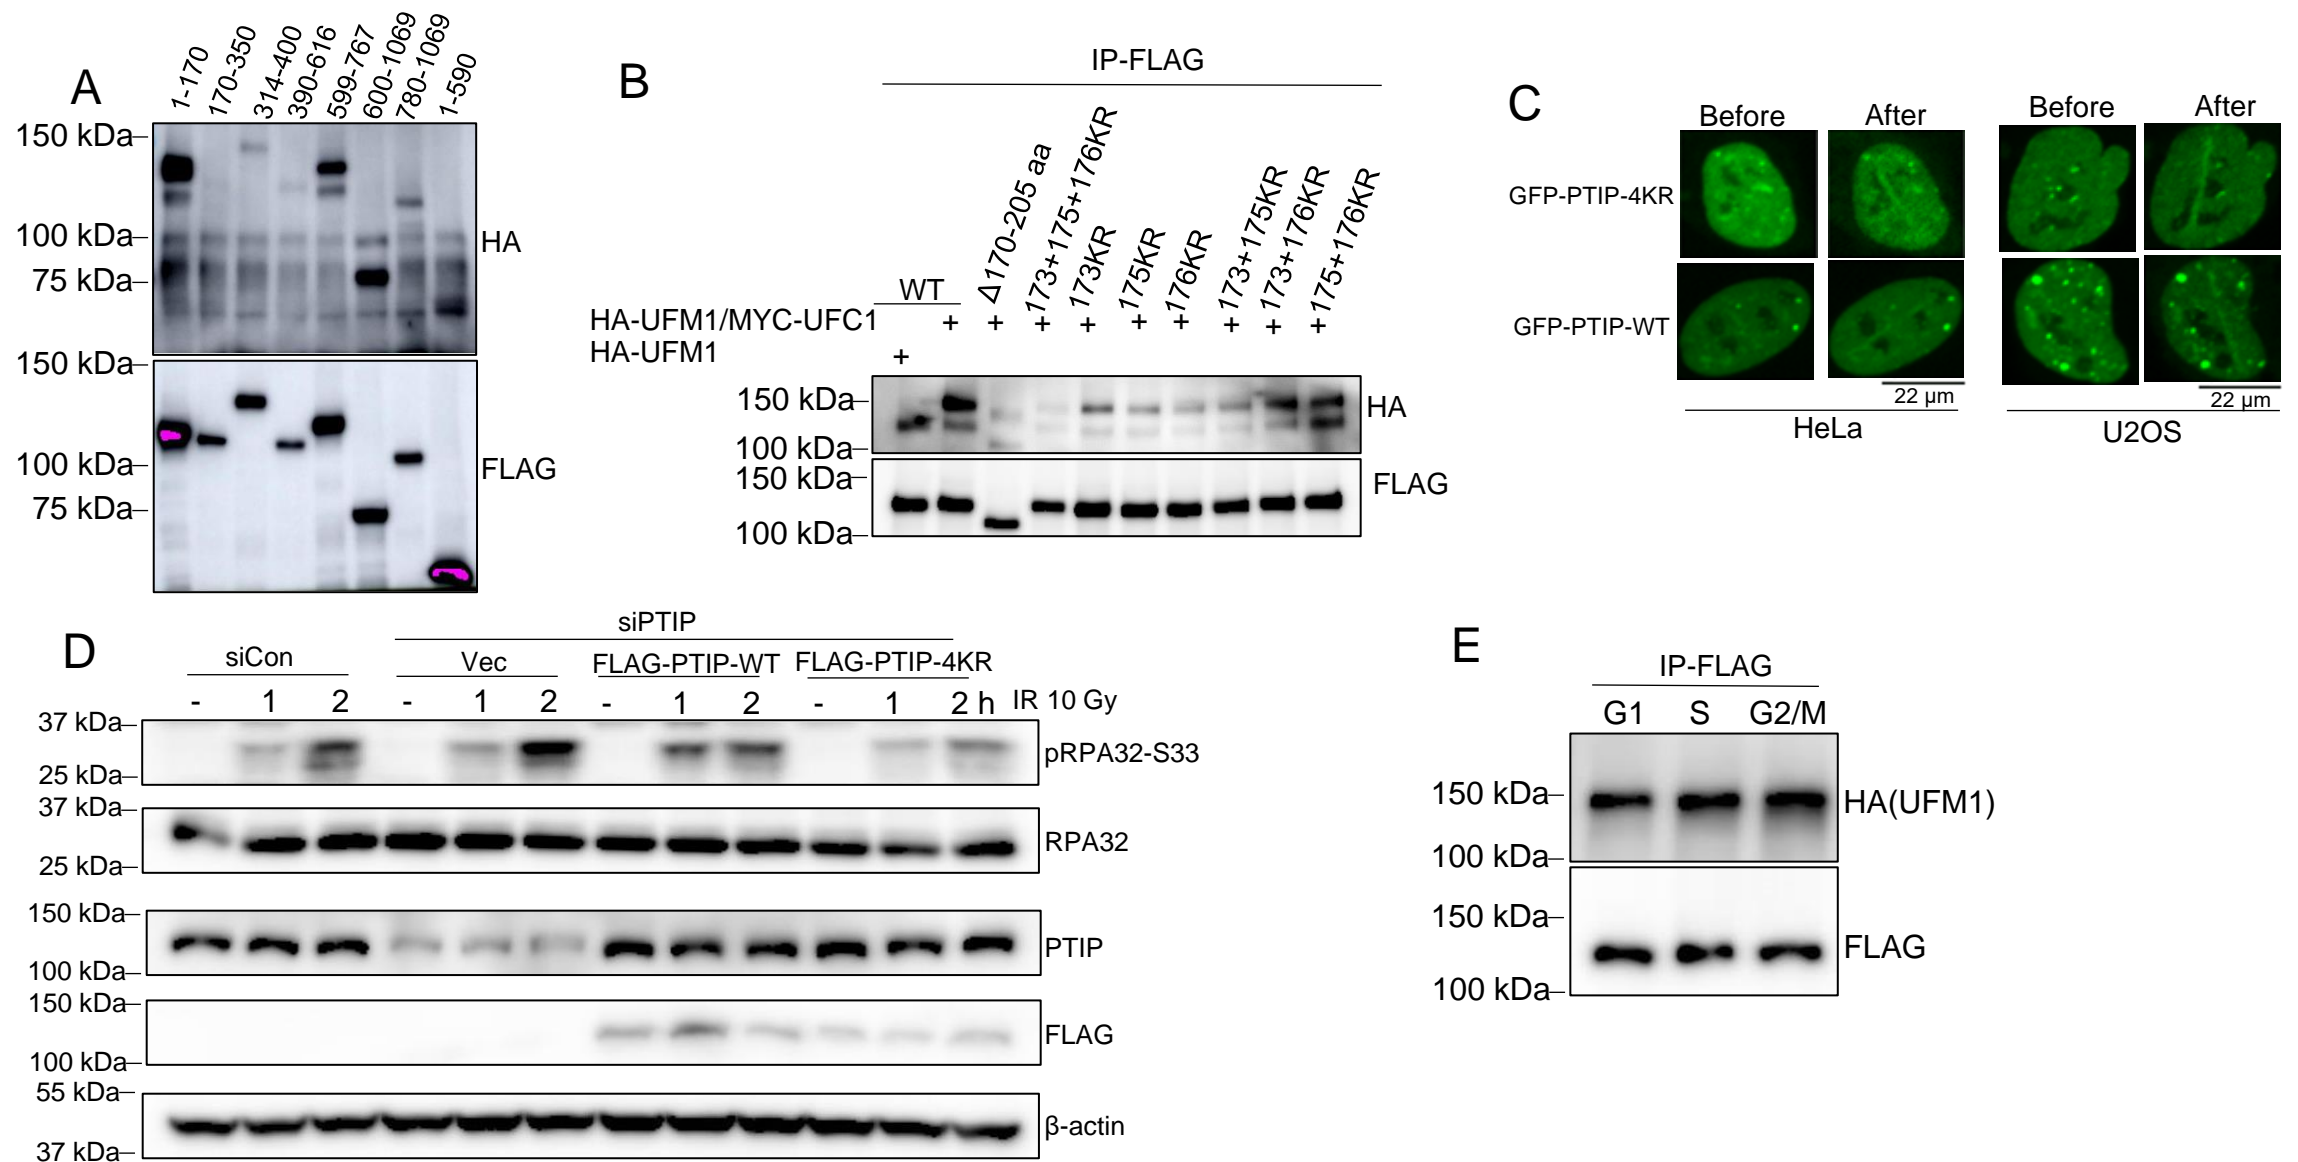 A
1-170
170-350
314-400
390-616
599-767
600-1069
780-1069
1-590
150 kDa
100 kDa
75 kDa
HA
150 kDa
100 kDa
75 kDa
FLAG
B
IP-FLAG
WT
Δ170-205 aa
173+175+176KR
173KR
175KR
176KR
173+175KR
173+176KR
175+176KR
HA-UFM1/MYC-UFC1 + + + + + + + + +
HA-UFM1 +
150 kDa
100 kDa
HA
150 kDa
100 kDa
FLAG
C
Before After Before After
GFP-PTIP-4KR
GFP-PTIP-WT
22 µm 22 µm
HeLa U2OS
D
siPTIP
siCon Vec FLAG-PTIP-WT FLAG-PTIP-4KR
- 1 2 - 1 2 - 1 2 - 1 2 h IR 10 Gy
37 kDa
25 kDa
pRPA32-S33
37 kDa
25 kDa
RPA32
150 kDa
100 kDa
PTIP
150 kDa
100 kDa
FLAG
55 kDa
37 kDa
β-actin
E
IP-FLAG
G1 S G2/M
150 kDa
100 kDa
HA(UFM1)
150 kDa
100 kDa
FLAG